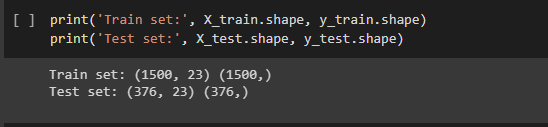 [ ] print('Train set:', X_train.shape, y_train.shape)
print('Test set:', X_test.shape, y_test.shape)
Train set: (1500, 23) (1500,)
Test set: (376, 23) (376,)